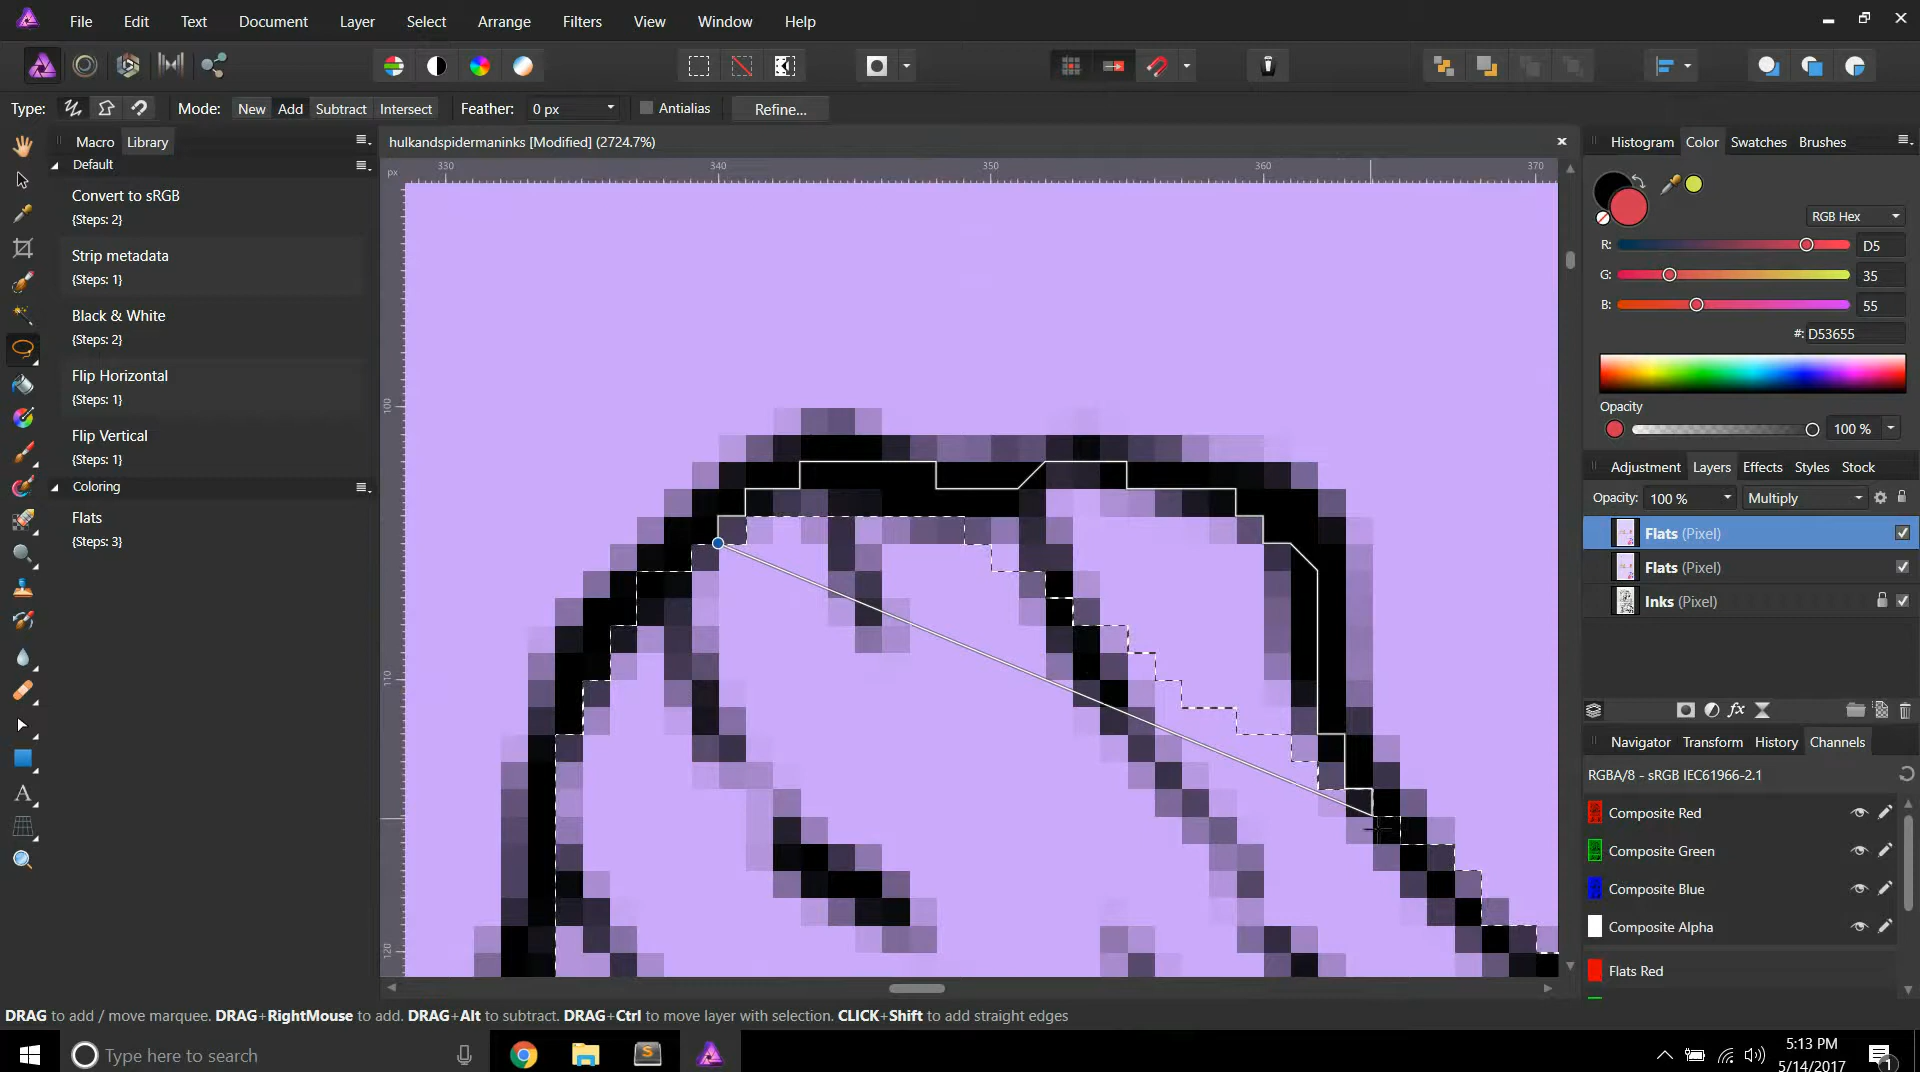 File Edit Text Document Layer Select Arrange Filters View Window Help
Type: Mode: New Add Subtract Intersect Feather: 0 px Antialias Refine...
Macro Library
Default
Convert to sRGB
{Steps: 2}
Strip metadata
{Steps: 1}
Black & White
{Steps: 2}
Flip Horizontal
{Steps: 1}
Flip Vertical
{Steps: 1}
Coloring
Flats
{Steps: 3}
hulkandspidermaninks [Modified] (2724.7%)
px 330 340 350 360 370
100
110
120
Histogram Color Swatches Brushes
RGB Hex
R: D5
G: 35
B: 55
#: D53655
Opacity
100 %
Adjustment Layers Effects Styles Stock
Opacity: 100 % Multiply
Flats (Pixel)
Flats (Pixel)
Inks (Pixel)
fx
Navigator Transform History Channels
RGBA/8 - sRGB IEC61966-2.1
Composite Red
Composite Green
Composite Blue
Composite Alpha
Flats Red
DRAG to add / move marquee. DRAG+RightMouse to add. DRAG+Alt to subtract. DRAG+Ctrl to move layer with selection. CLICK+Shift to add straight edges
Type here to search
5:13 PM
5/14/2017
1